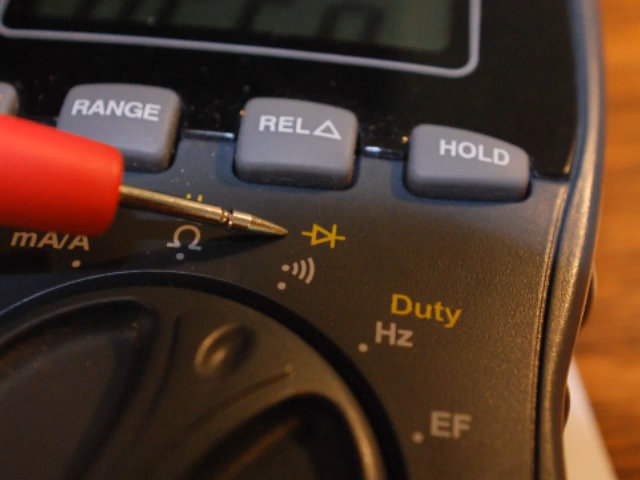 RANGE
REL△
HOLD
mA/A
Ω
Duty
Hz
EF